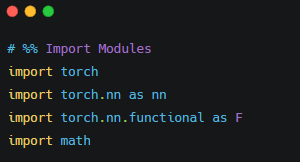 # %% Import Modules
import torch
import torch.nn as nn
import torch.nn.functional as F
import math